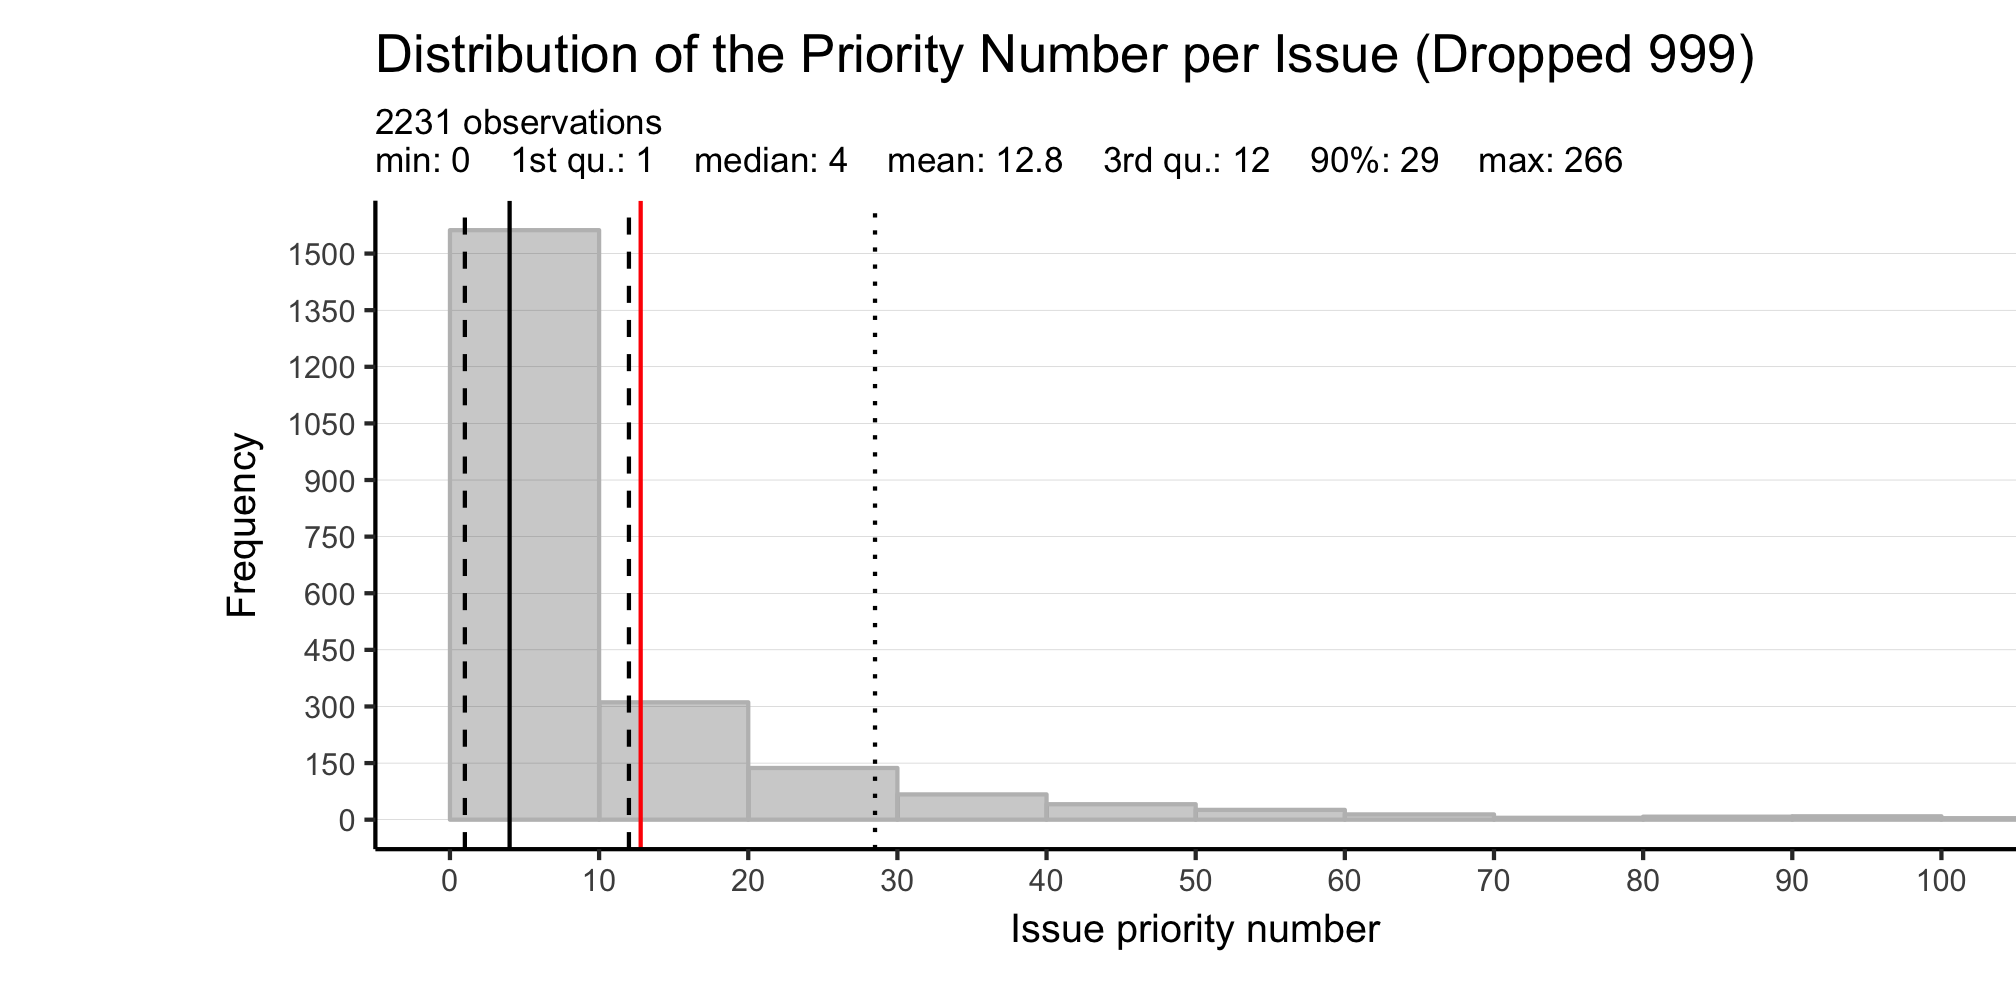 Distribution of the Priority Number per Issue (Dropped 999)
2231 observations
min: 0 1st qu.: 1 median: 4 mean: 12.8 3rd qu.: 12 90%: 29 max: 266
1500
1350
1200
1050
900
750
600
450
300
150
0
Frequency
0 10 20 30 40 50 60 70 80 90 100
Issue priority number